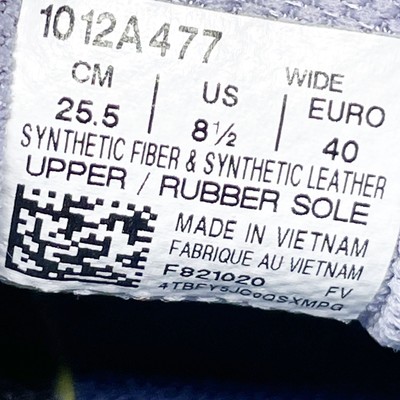 1012A477
CM | US | WIDE EURO
25.5 8½ 40
SYNTHETIC FIBER & SYNTHETIC LEATHER
UPPER / RUBBER SOLE
MADE IN VIETNAM
FABRIQUE AU VIETNAM
F821020 FV